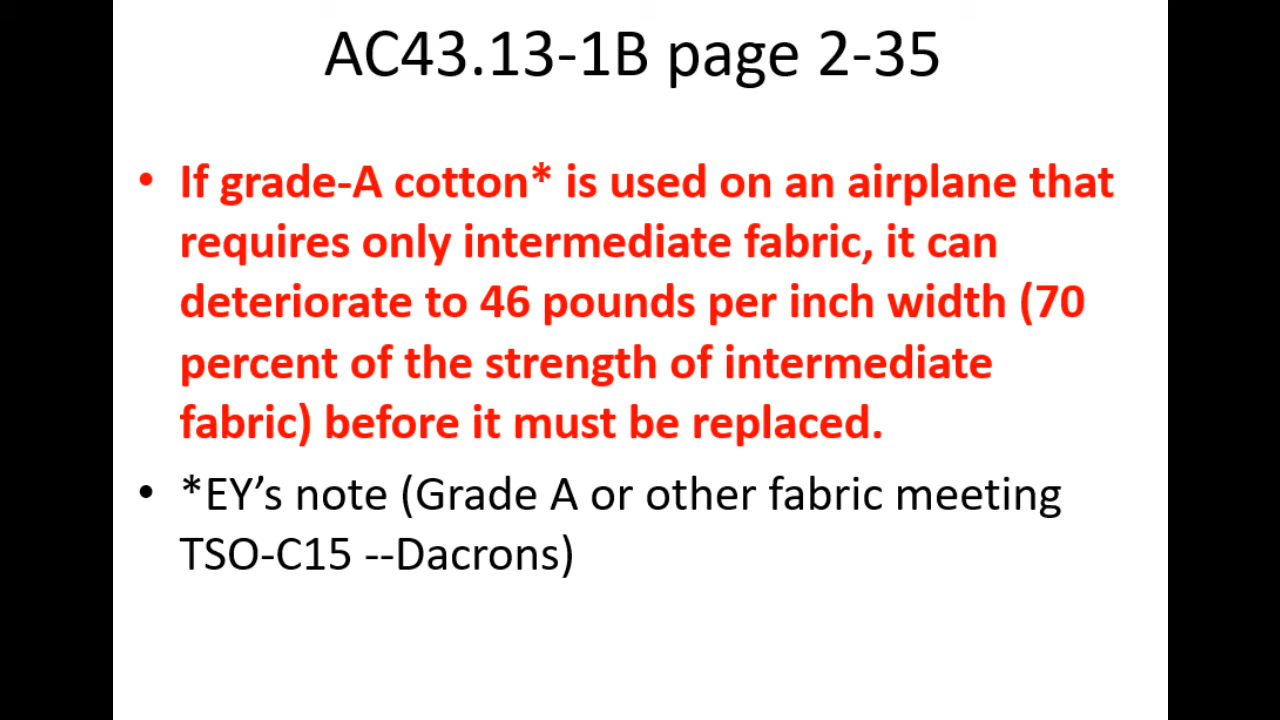 AC43.13-1B page 2-35
• If grade-A cotton* is used on an airplane that
requires only intermediate fabric, it can
deteriorate to 46 pounds per inch width (70
percent of the strength of intermediate
fabric) before it must be replaced.
• *EY’s note (Grade A or other fabric meeting
TSO-C15 --Dacrons)